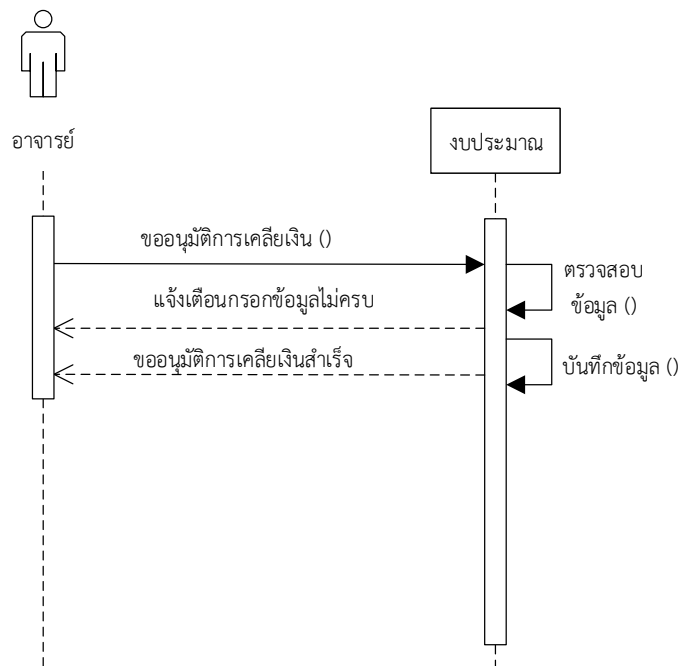 อาจารย์
งบประมาณ
ขออนุมัติการเคลียเงิน ()
ตรวจสอบ
ข้อมูล ()
แจ้งเตือนกรอกข้อมูลไม่ครบ
ขออนุมัติการเคลียเงินสำเร็จ
บันทึกข้อมูล ()